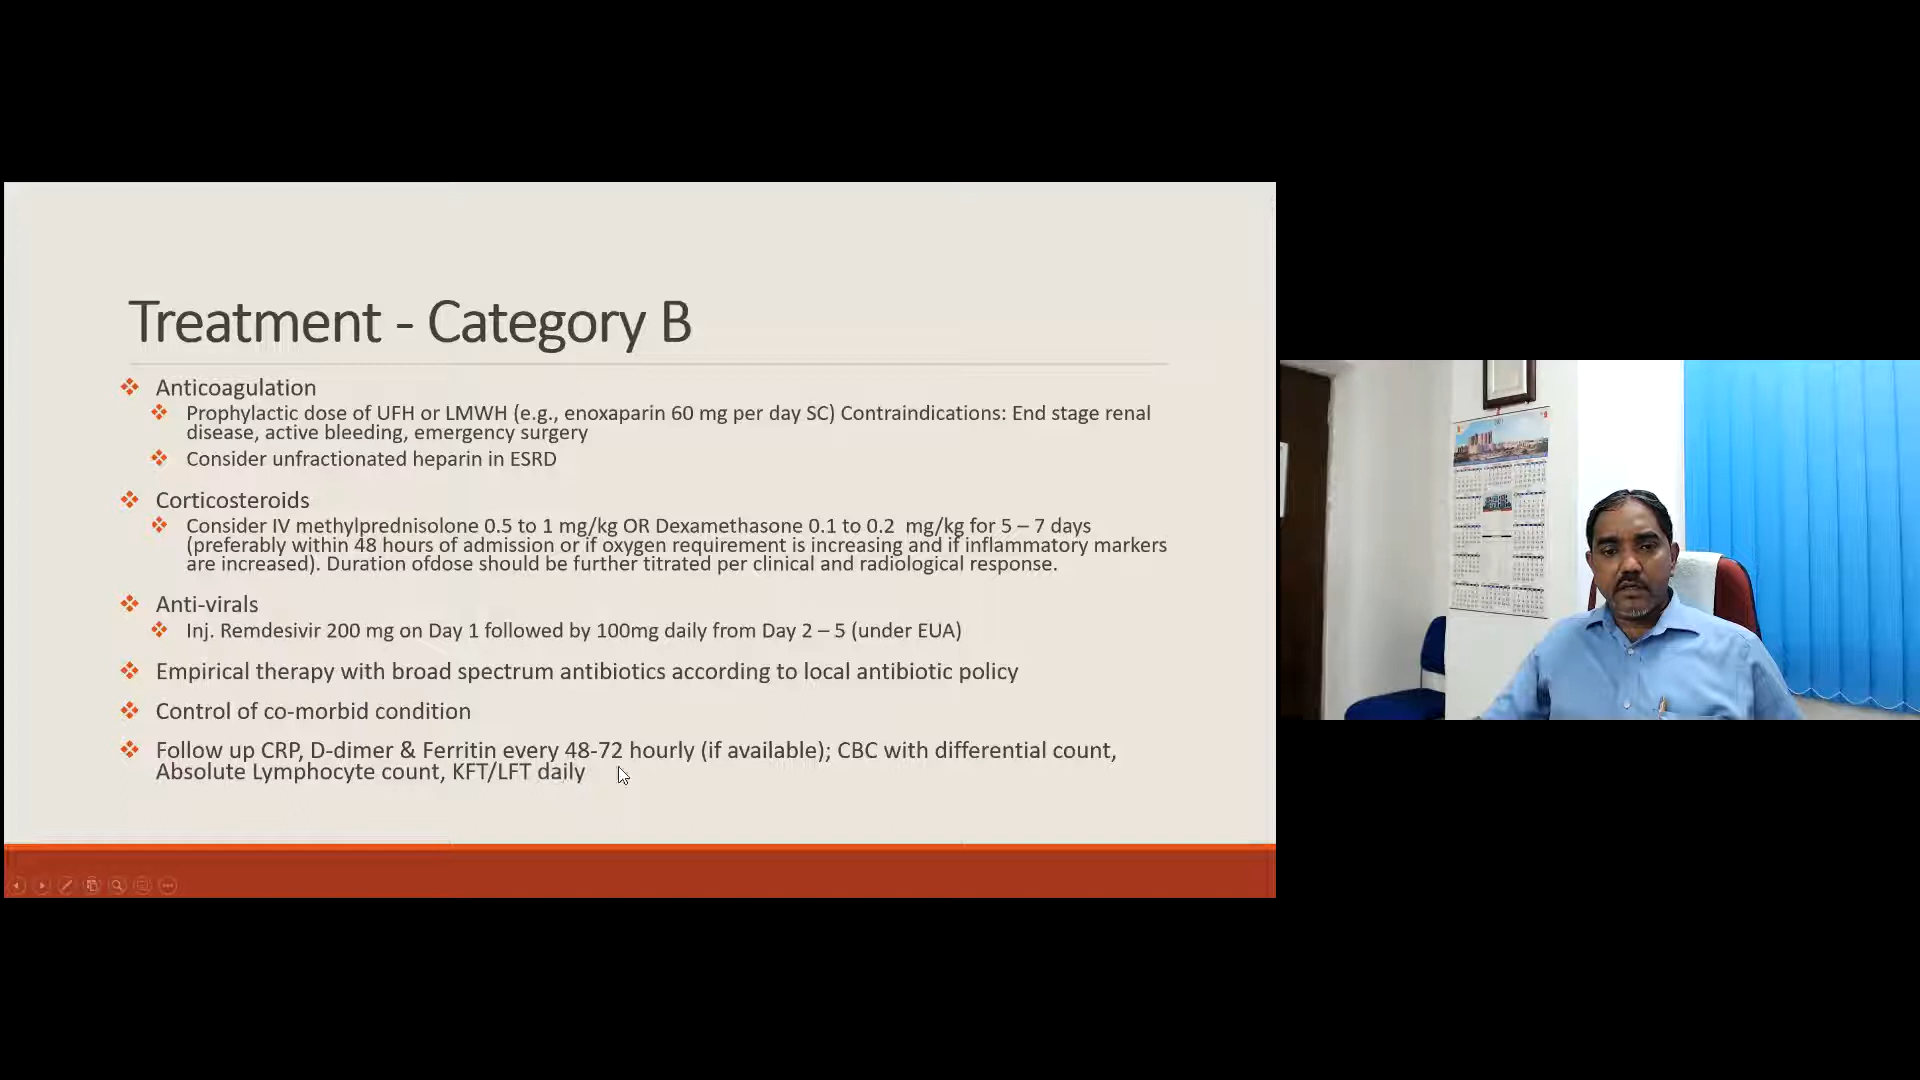 Treatment - Category B
Anticoagulation
Prophylactic dose of UFH or LMWH (e.g., enoxaparin 60 mg per day SC) Contraindications: End stage renal
disease, active bleeding, emergency surgery
Consider unfractionated heparin in ESRD
Corticosteroids
Consider IV methylprednisolone 0.5 to 1 mg/kg OR Dexamethasone 0.1 to 0.2 mg/kg for 5 – 7 days
(preferably within 48 hours of admission or if oxygen requirement is increasing and if inflammatory markers
are increased). Duration ofdose should be further titrated per clinical and radiological response.
Anti-virals
Inj. Remdesivir 200 mg on Day 1 followed by 100mg daily from Day 2 – 5 (under EUA)
Empirical therapy with broad spectrum antibiotics according to local antibiotic policy
Control of co-morbid condition
Follow up CRP, D-dimer & Ferritin every 48-72 hourly (if available); CBC with differential count,
Absolute Lymphocyte count, KFT/LFT daily